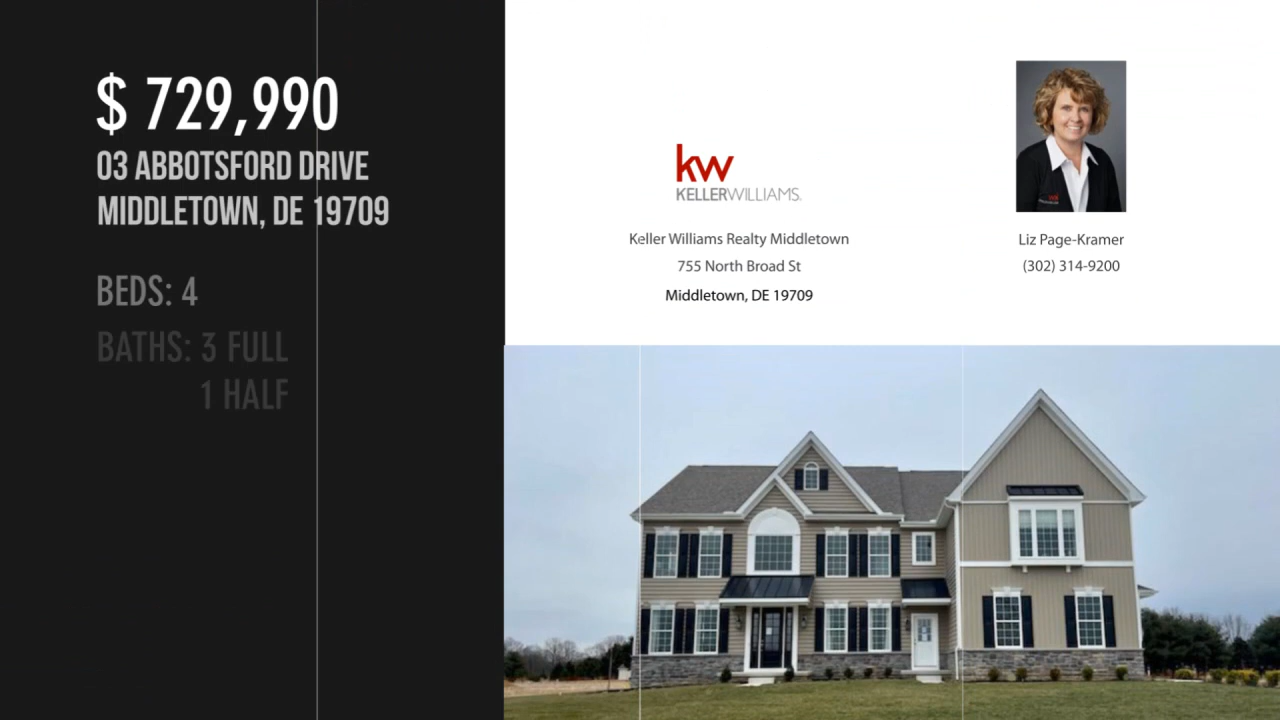 $ 729,990
03 ABBOTSFORD DRIVE
MIDDLETOWN, DE 19709
BEDS: 4
BATHS: 3 FULL
1 HALF
kw
KELLERWILLIAMS.
Keller Williams Realty Middletown
755 North Broad St
Middletown, DE 19709
Liz Page-Kramer
(302) 314-9200